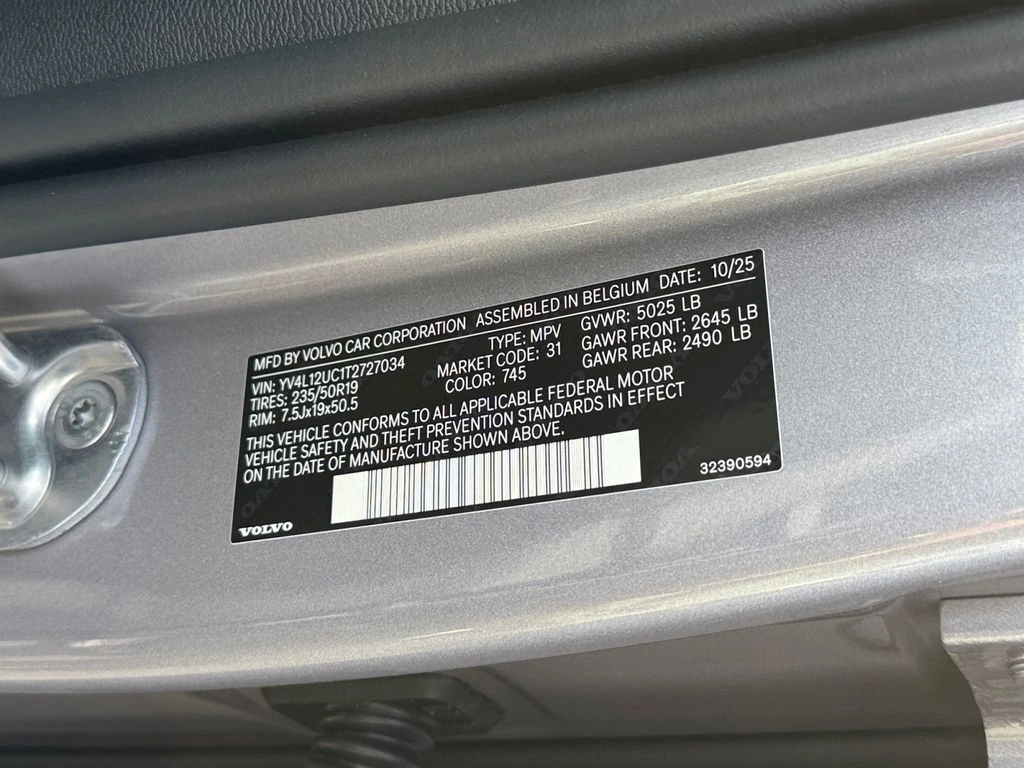 MFD BY VOLVO CAR CORPORATION ASSEMBLED IN BELGIUM DATE: 10/25
VIN: YV4L12UC1T2727034 TYPE: MPV GVWR: 5025 LB
TIRES: 235/50R19 MARKET CODE: 31 GAWR FRONT: 2645 LB
RIM: 7.5Jx19x50.5 COLOR: 745 GAWR REAR: 2490 LB
THIS VEHICLE CONFORMS TO ALL APPLICABLE FEDERAL MOTOR
VEHICLE SAFETY AND THEFT PREVENTION STANDARDS IN EFFECT
ON THE DATE OF MANUFACTURE SHOWN ABOVE.
32390594
VOLVO